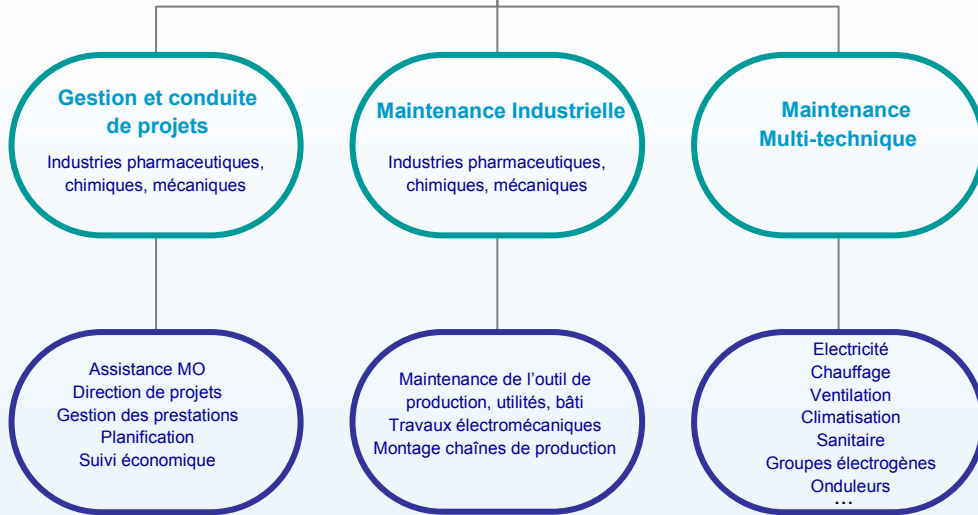 Gestion et conduite
de projets
Industries pharmaceutiques,
chimiques, mécaniques
Maintenance Industrielle
Industries pharmaceutiques,
chimiques, mécaniques
Maintenance
Multi-technique
Assistance MO
Direction de projets
Gestion des prestations
Planification
Suivi économique
Maintenance de l’outil de
production, utilités, bâti
Travaux électromécaniques
Montage chaînes de production
Electricité
Chauffage
Ventilation
Climatisation
Sanitaire
Groupes électrogènes
Onduleurs
...